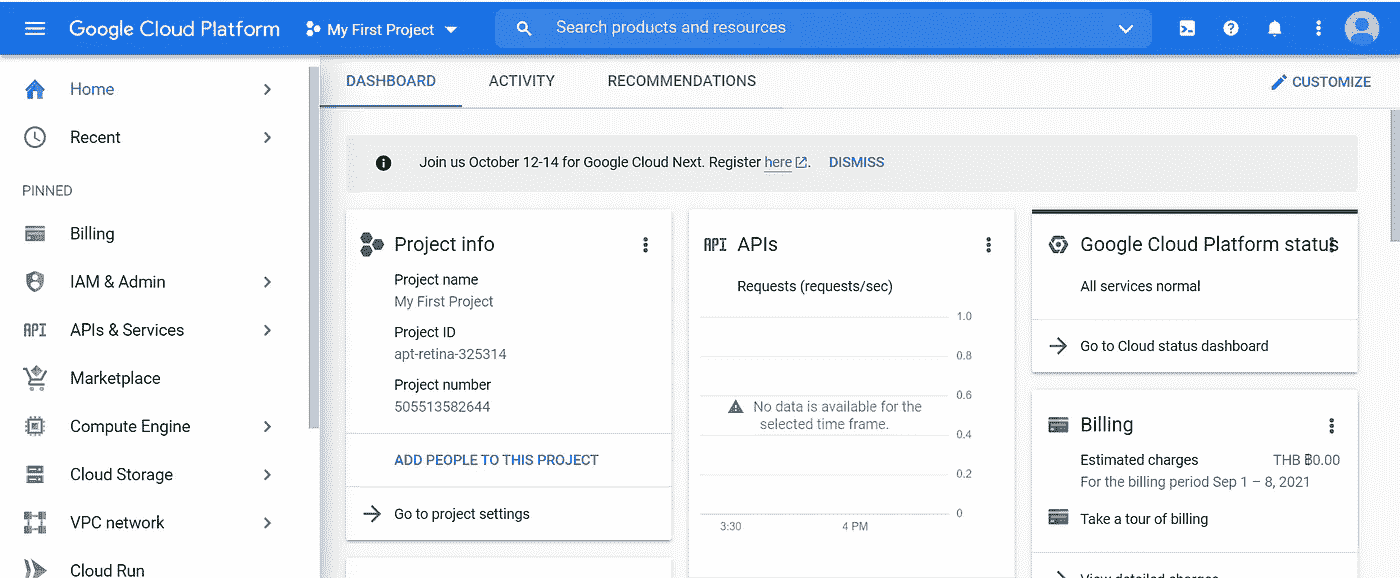 Google Cloud Platform
My First Project
Search products and resources
Home
Recent
PINNED
Billing
IAM & Admin
API
APIs & Services
Marketplace
Compute Engine
Cloud Storage
VPC network
Cloud Run
DASHBOARD
ACTIVITY
RECOMMENDATIONS
CUSTOMIZE
Join us October 12-14 for Google Cloud Next. Register here. DISMISS
Project info
Project name
My First Project
Project ID
apt-retina-325314
Project number
505513582644
ADD PEOPLE TO THIS PROJECT
Go to project settings
API APIs
Requests (requests/sec)
1.0
0.8
0.6
No data is available for the
selected time frame.
0.4
0.2
0
3:30
4 PM
Google Cloud Platform status
All services normal
Go to Cloud status dashboard
Billing
Estimated charges THB ฿0.00
For the billing period Sep 1 – 8, 2021
Take a tour of billing
View detailed charges